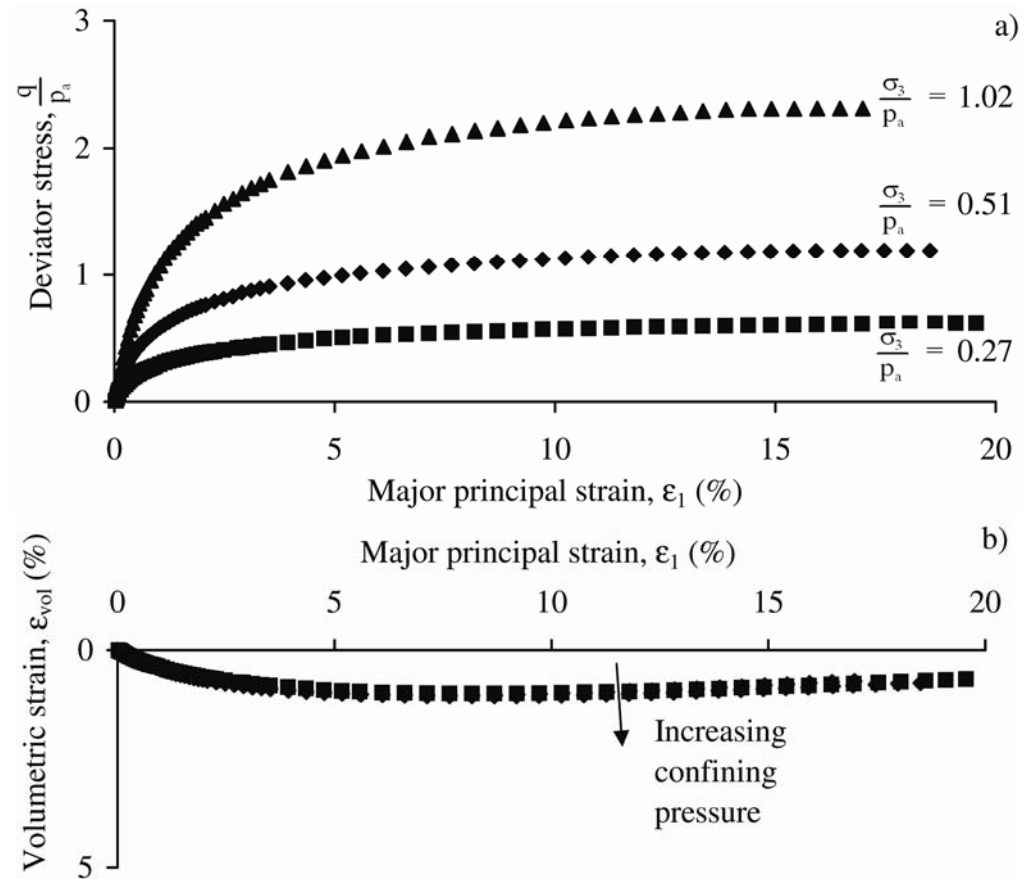 a)
3
2
1
0
Deviator stress, q/pₐ
σ₃/pₐ = 1.02
σ₃/pₐ = 0.51
σ₃/pₐ = 0.27
0 5 10 15 20
Major principal strain, ε₁ (%)
b)
Major principal strain, ε₁ (%)
0 5 10 15 20
0
5
Volumetric strain, εvol (%)
Increasing
confining
pressure